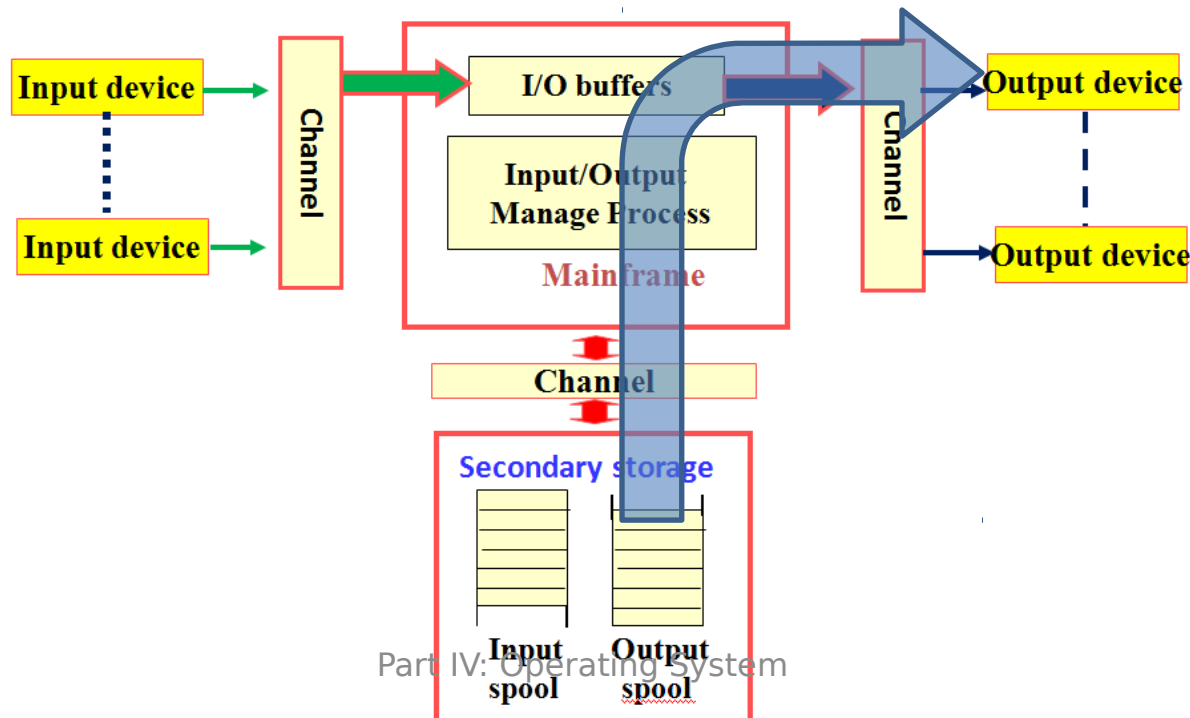 Input device
Input device
Channel
I/O buffers
Input/Output
Manage Process
Mainframe
Channel
Output device
Output device
Channel
Secondary storage
Input
spool
Output
spool
Part IV: Operating System